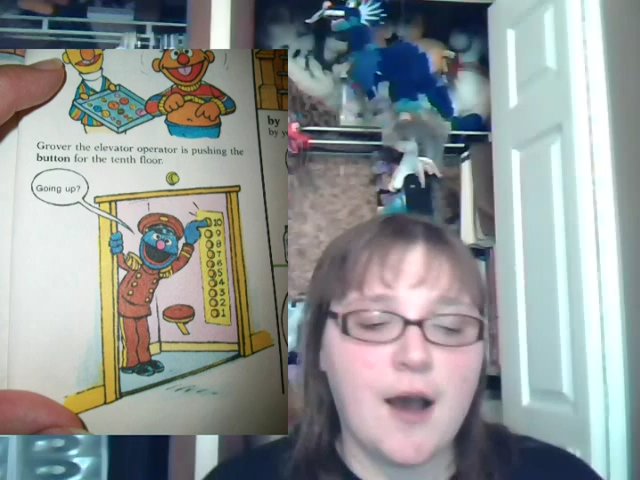 Grover the elevator operator is pushing the
button for the tenth floor.
by
by y
Going up?
10
9
8
7
6
5
4
3
2
1